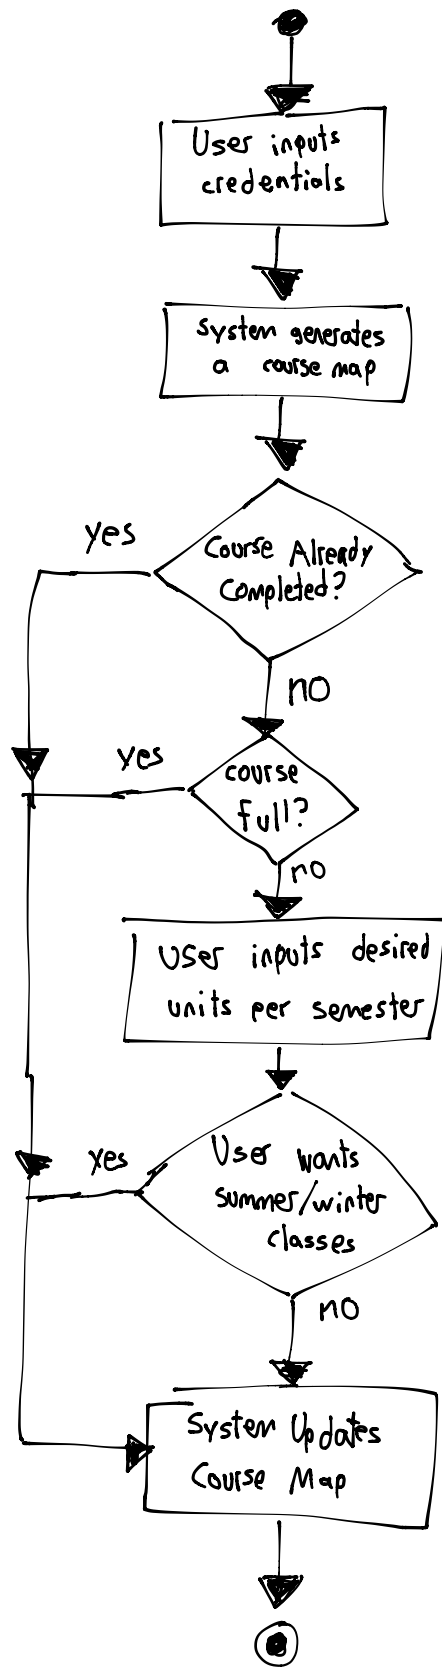 User inputs
credentials
System generates
a course map
yes
Course Already
Completed?
no
yes
course
full?
no
User inputs desired
units per semester
yes
User wants
summer/winter
classes
no
System Updates
Course Map